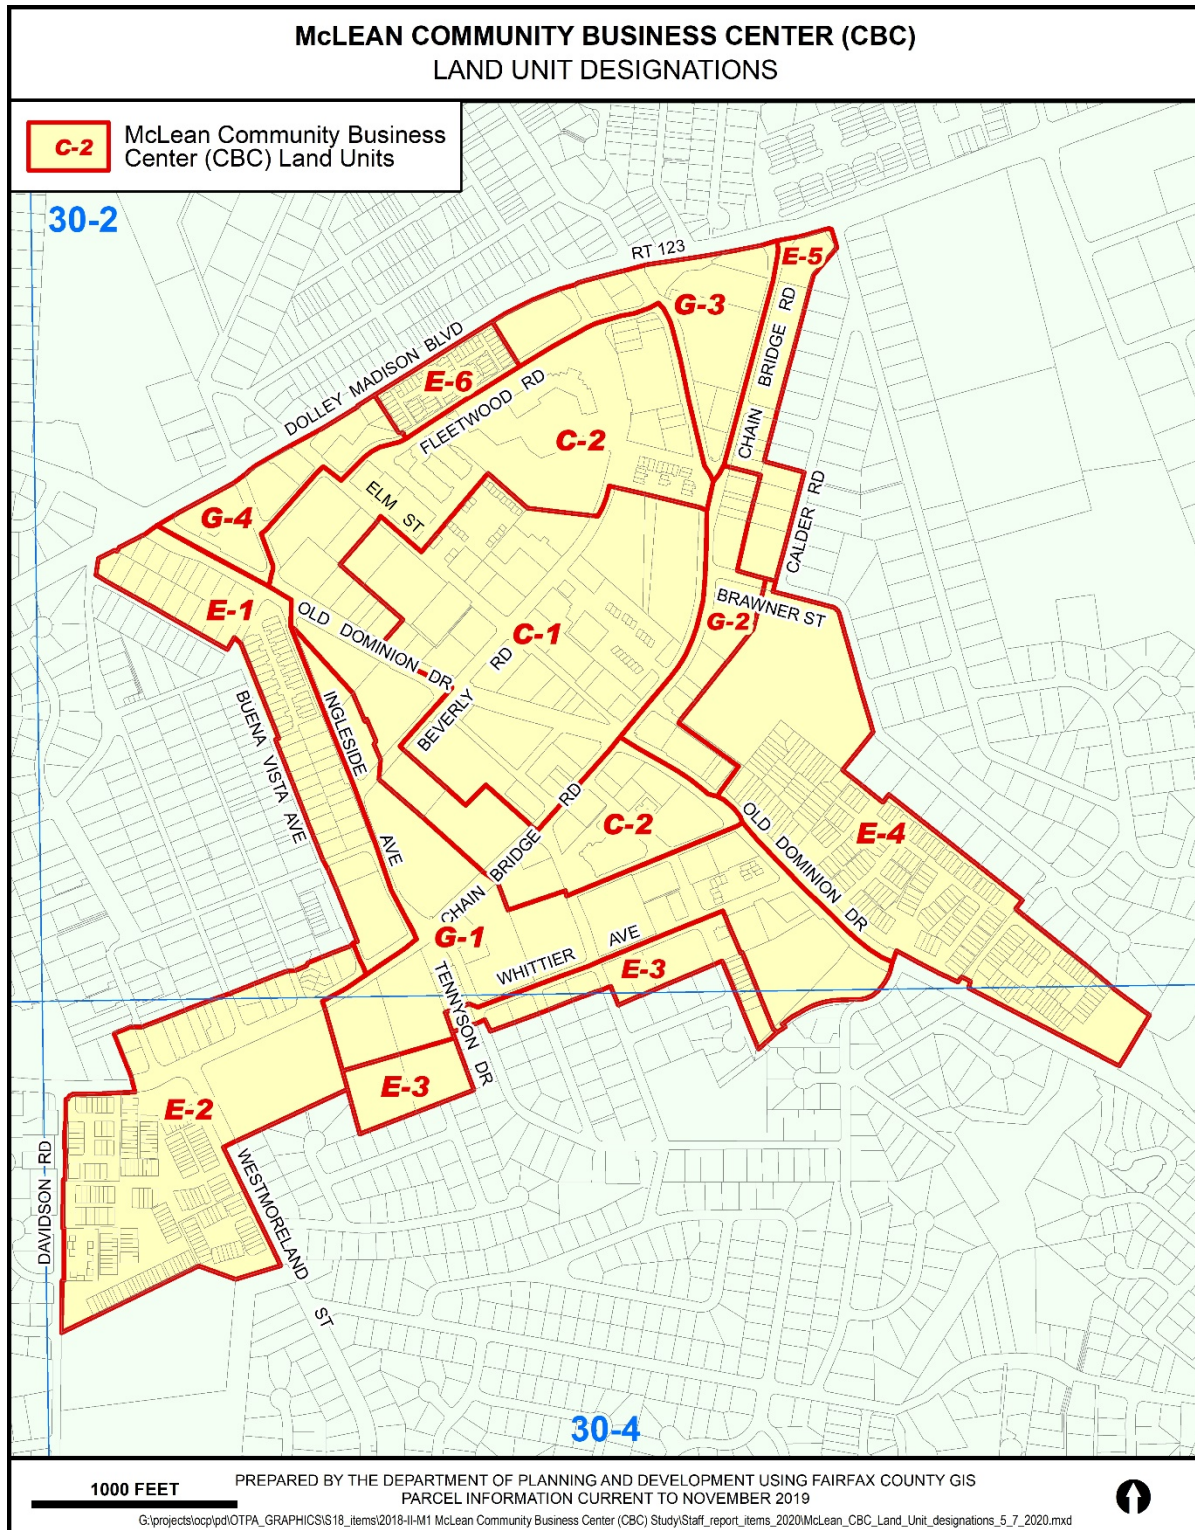 McLEAN COMMUNITY BUSINESS CENTER (CBC)
LAND UNIT DESIGNATIONS
C-2
McLean Community Business
Center (CBC) Land Units
30-2
RT 123
E-5
G-3
DOLLEY MADISON BLVD
CHAIN BRIDGE RD
E-6
FLEETWOOD RD
C-2
ELM ST
G-4
CALDER RD
E-1
OLD DOMINION DR
BRAWNER ST
G-2
C-1
BEVERLY RD
INGLESIDE AVE
BUENA VISTA AVE
CHAIN BRIDGE RD
C-2
OLD DOMINION DR
E-4
G-1
WHITTIER AVE
E-3
TENNYSON DR
E-3
E-2
DAVIDSON RD
WESTMORELAND ST
30-4
1000 FEET
PREPARED BY THE DEPARTMENT OF PLANNING AND DEVELOPMENT USING FAIRFAX COUNTY GIS
PARCEL INFORMATION CURRENT TO NOVEMBER 2019
G:\projects\ocp\pd\OTPA_GRAPHICS\S18_items\2018-II-M1 McLean Community Business Center (CBC) Study\Staff_report_items_2020\McLean_CBC_Land_Unit_designations_5_7_2020.mxd